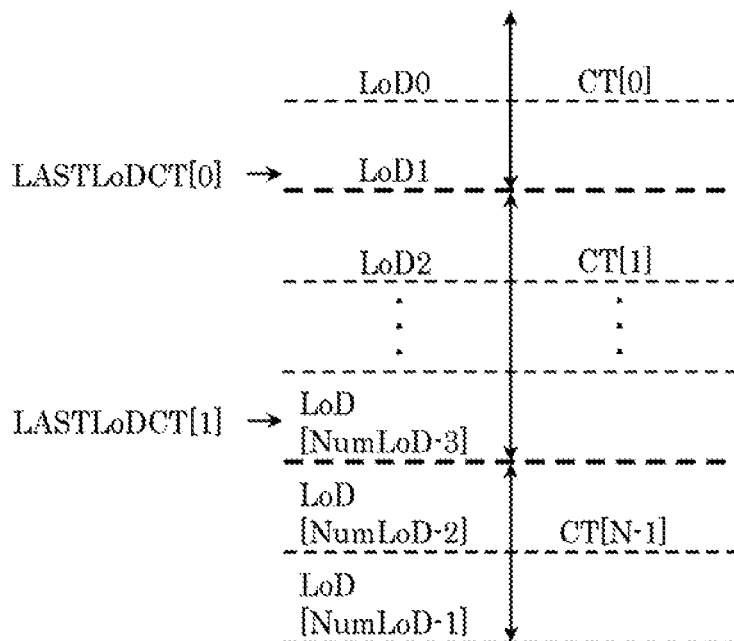 LoD0 CT[0]
LASTLoDCT[0] → LoD1
LoD2 CT[1]
LASTLoDCT[1] → LoD
[NumLoD-3]
LoD
[NumLoD-2] CT[N-1]
LoD
[NumLoD-1]